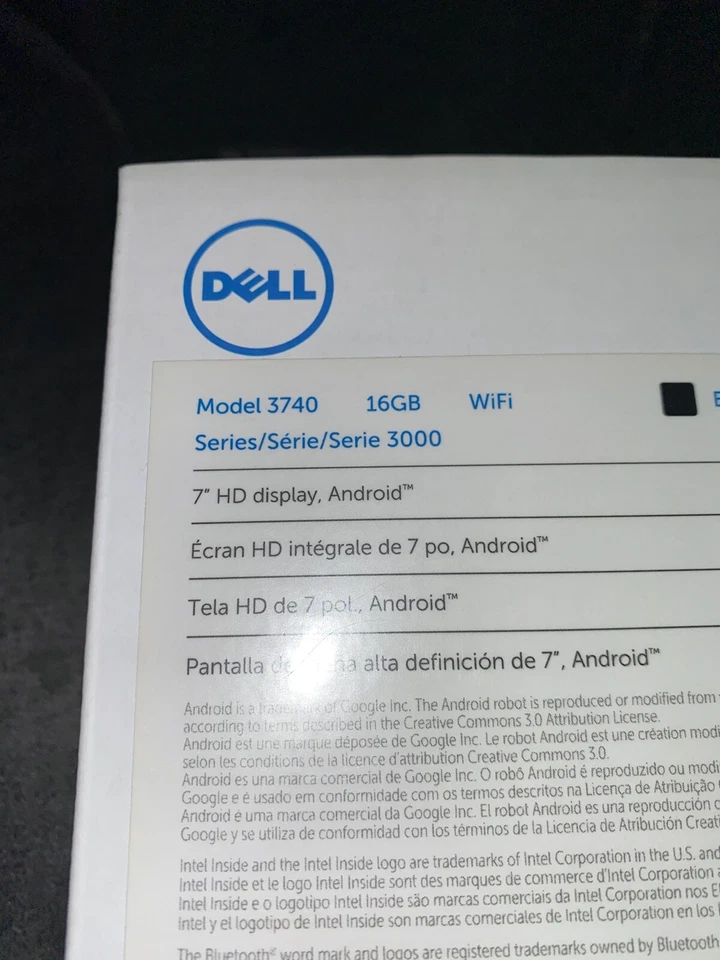 DELL
Model 3740 16GB WiFi
Series/Série/Serie 3000
7” HD display, Android™
Écran HD intégrale de 7 po, Android™
Tela HD de 7 pol., Android™
Pantalla alta definición de 7”, Android™
Android is a trademark of Google Inc. The Android robot is reproduced or modified from
according to terms described in the Creative Commons 3.0 Attribution License.
Android est une marque déposée de Google Inc. Le robot Android est une création modi
selon les conditions de la licence d'attribution Creative Commons 3.0.
Android es una marca comercial de Google Inc. O robô Android é reproduzido ou modi
Google e é usado em conformidade com os termos descritos na Licença de Atribuição
Android é uma marca comercial da Google Inc. El robot Android es una reproducción
Google y se utiliza de conformidad con los términos de la Licencia de Atribución Creati
Intel Inside and the Intel Inside logo are trademarks of Intel Corporation in the U.S. and
Intel Inside et le logo Intel Inside sont des marques de commerce d'Intel Corporation
Intel Inside e o logotipo Intel Inside são marcas comerciais da Intel Corporation nos
Intel y el logotipo de Intel Inside son marcas comerciales de Intel Corporation en los
The Bluetooth® word mark and logos are registered trademarks owned by Bluetooth